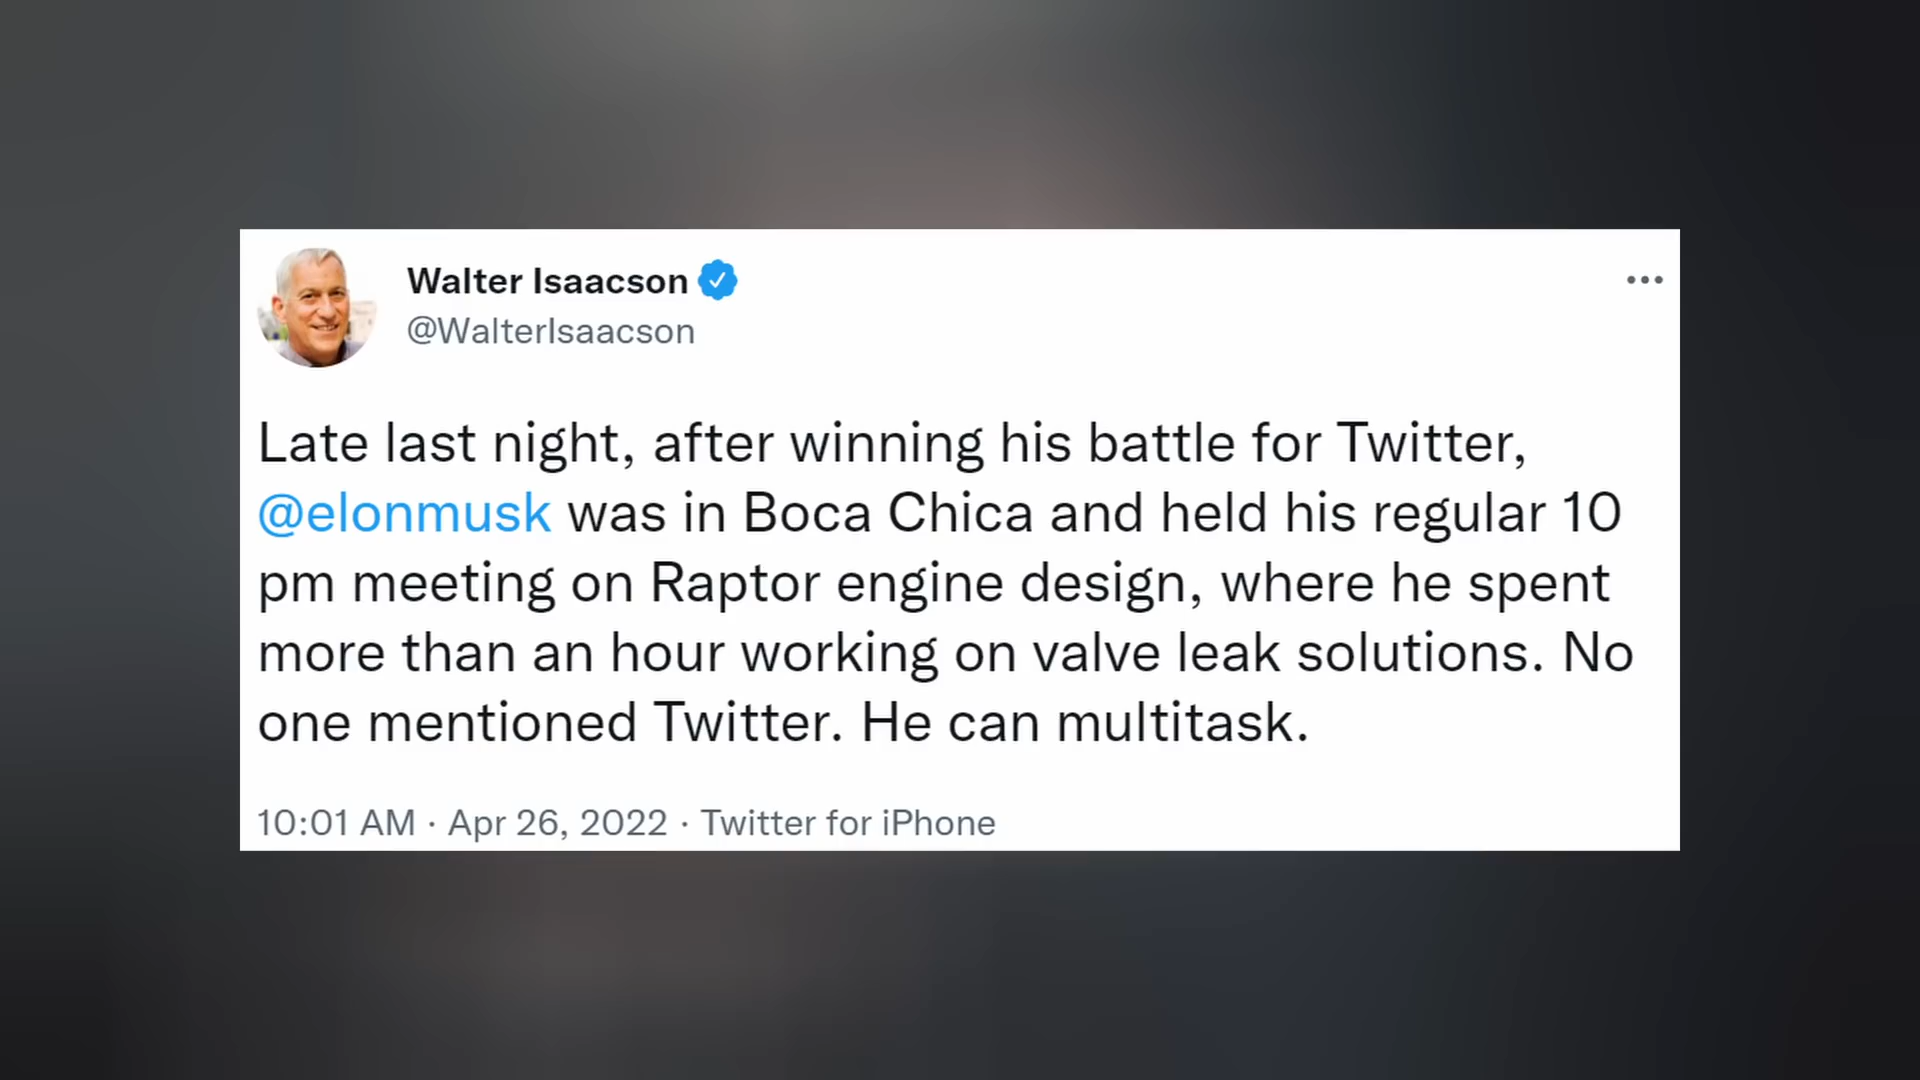 Walter Isaacson
@WalterIsaacson
Late last night, after winning his battle for Twitter,
@elonmusk was in Boca Chica and held his regular 10
pm meeting on Raptor engine design, where he spent
more than an hour working on valve leak solutions. No
one mentioned Twitter. He can multitask.
10:01 AM · Apr 26, 2022 · Twitter for iPhone